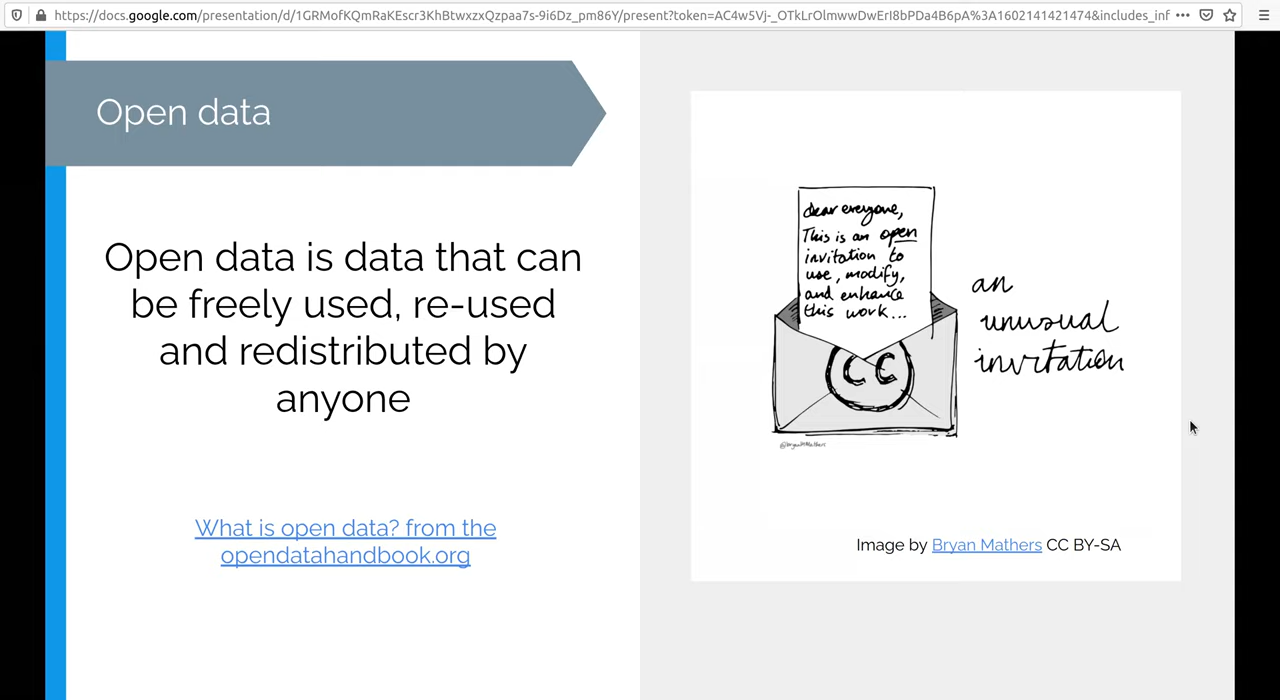 https://docs.google.com/presentation/d/1GRMofKQmRaKEscr3KhBtwxzxQzpaa7s-9i6Dz_pm86Y/present?token=AC4w5Vj-_OTkLrOlmwwDwErI8bPDa4B6pA%3A1602141421474&includes_inf
Open data
Open data is data that can
be freely used, re-used
and redistributed by
anyone
What is open data? from the
opendatahandbook.org
dear everyone,
This is an open
invitation to
use, modify,
and enhance
this work...
CC
@bryanMMathers
an
unusual
invitation
Image by Bryan Mathers CC BY-SA